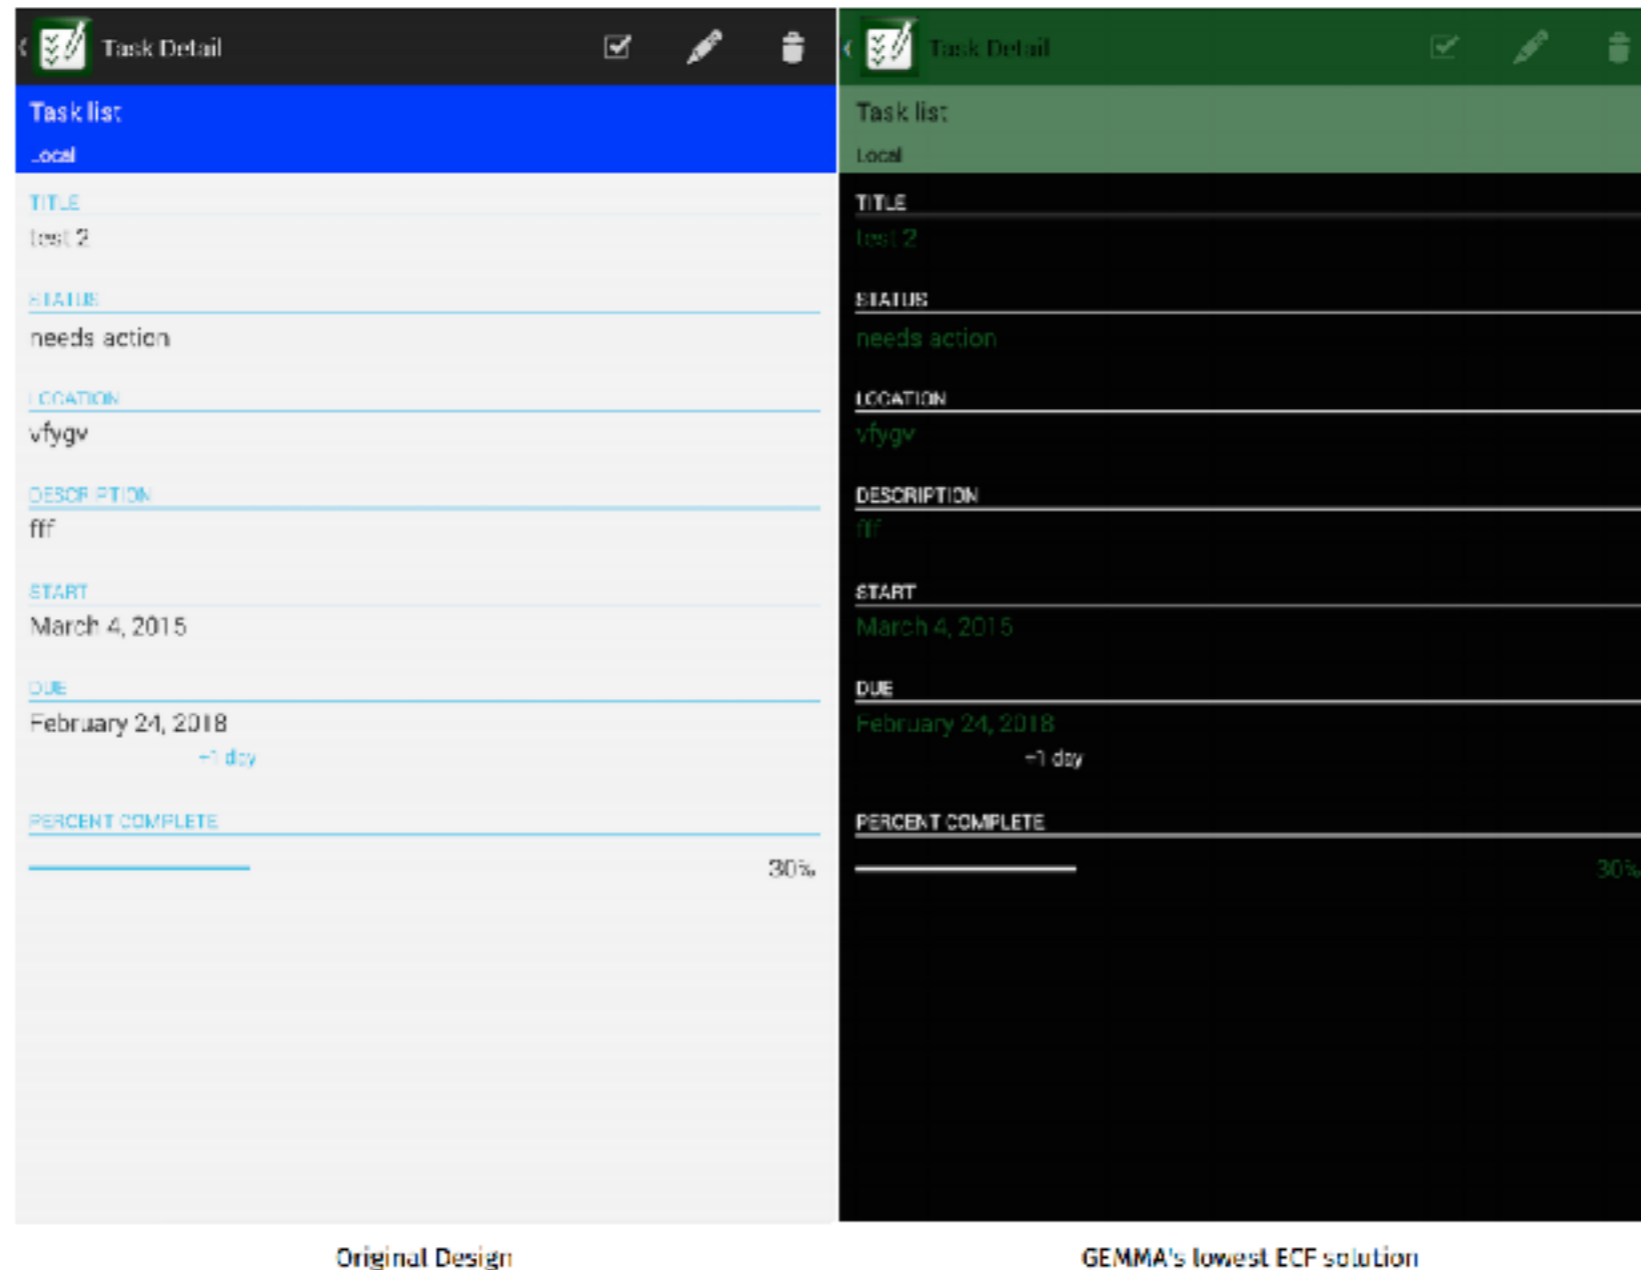 Task Detail
Task list
Local
TITLE
test 2
STATUS
needs action
LOCATION
vfygv
DESCRIPTION
fff
START
March 4, 2015
DUE
February 24, 2018
-1 day
PERCENT COMPLETE
30%
Original Design
Task Detail
Task list
Local
TITLE
test 2
STATUS
needs action
LOCATION
vfygv
DESCRIPTION
fff
START
March 4, 2015
DUE
February 24, 2018
-1 day
PERCENT COMPLETE
30%
GEMMA's lowest ECF solution